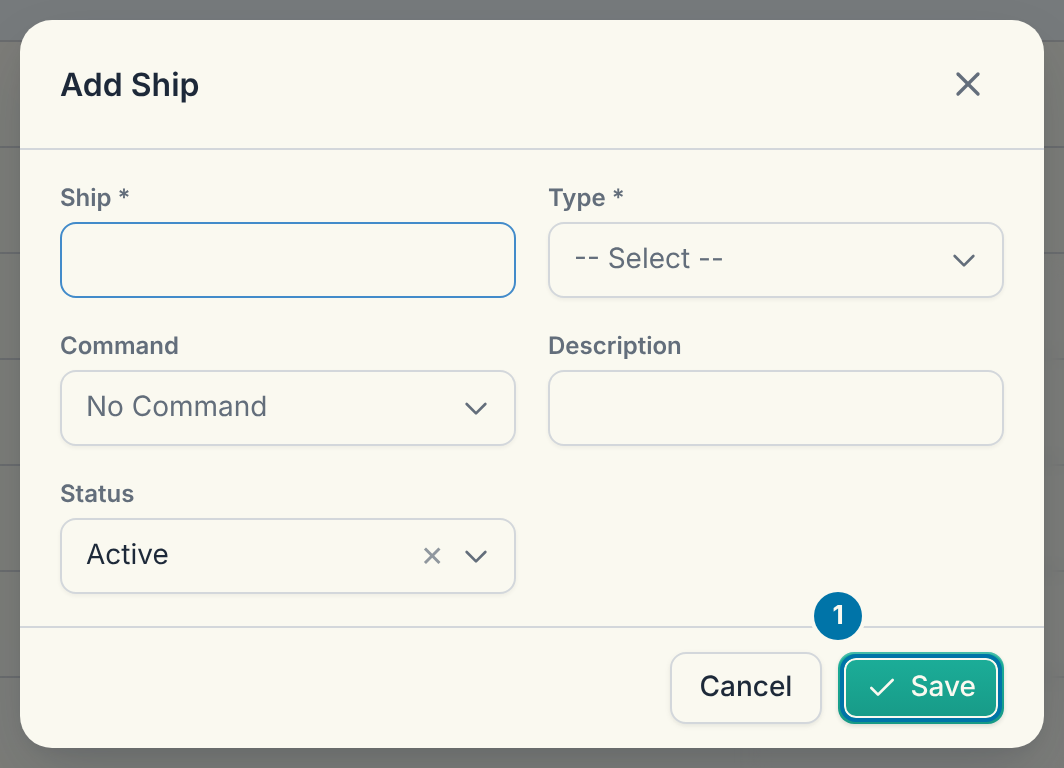 Add Ship
Ship * Type *
-- Select --
Command Description
No Command
Status
Active
1
Cancel Save